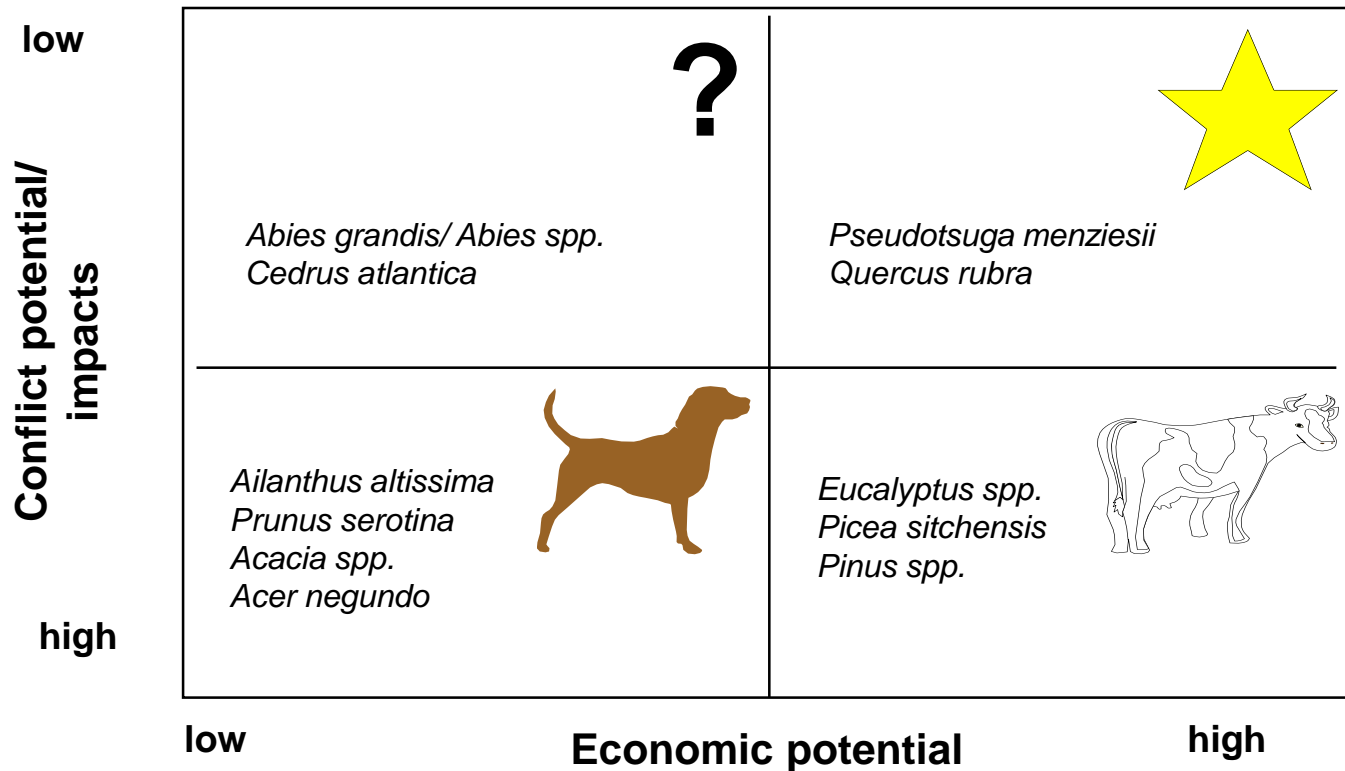 low
?
Abies grandis/ Abies spp.
Cedrus atlantica
Pseudotsuga menziesii
Quercus rubra
Conflict potential/
impacts
Ailanthus altissima
Prunus serotina
Acacia spp.
Acer negundo
Eucalyptus spp.
Picea sitchensis
Pinus spp.
high
low
Economic potential
high